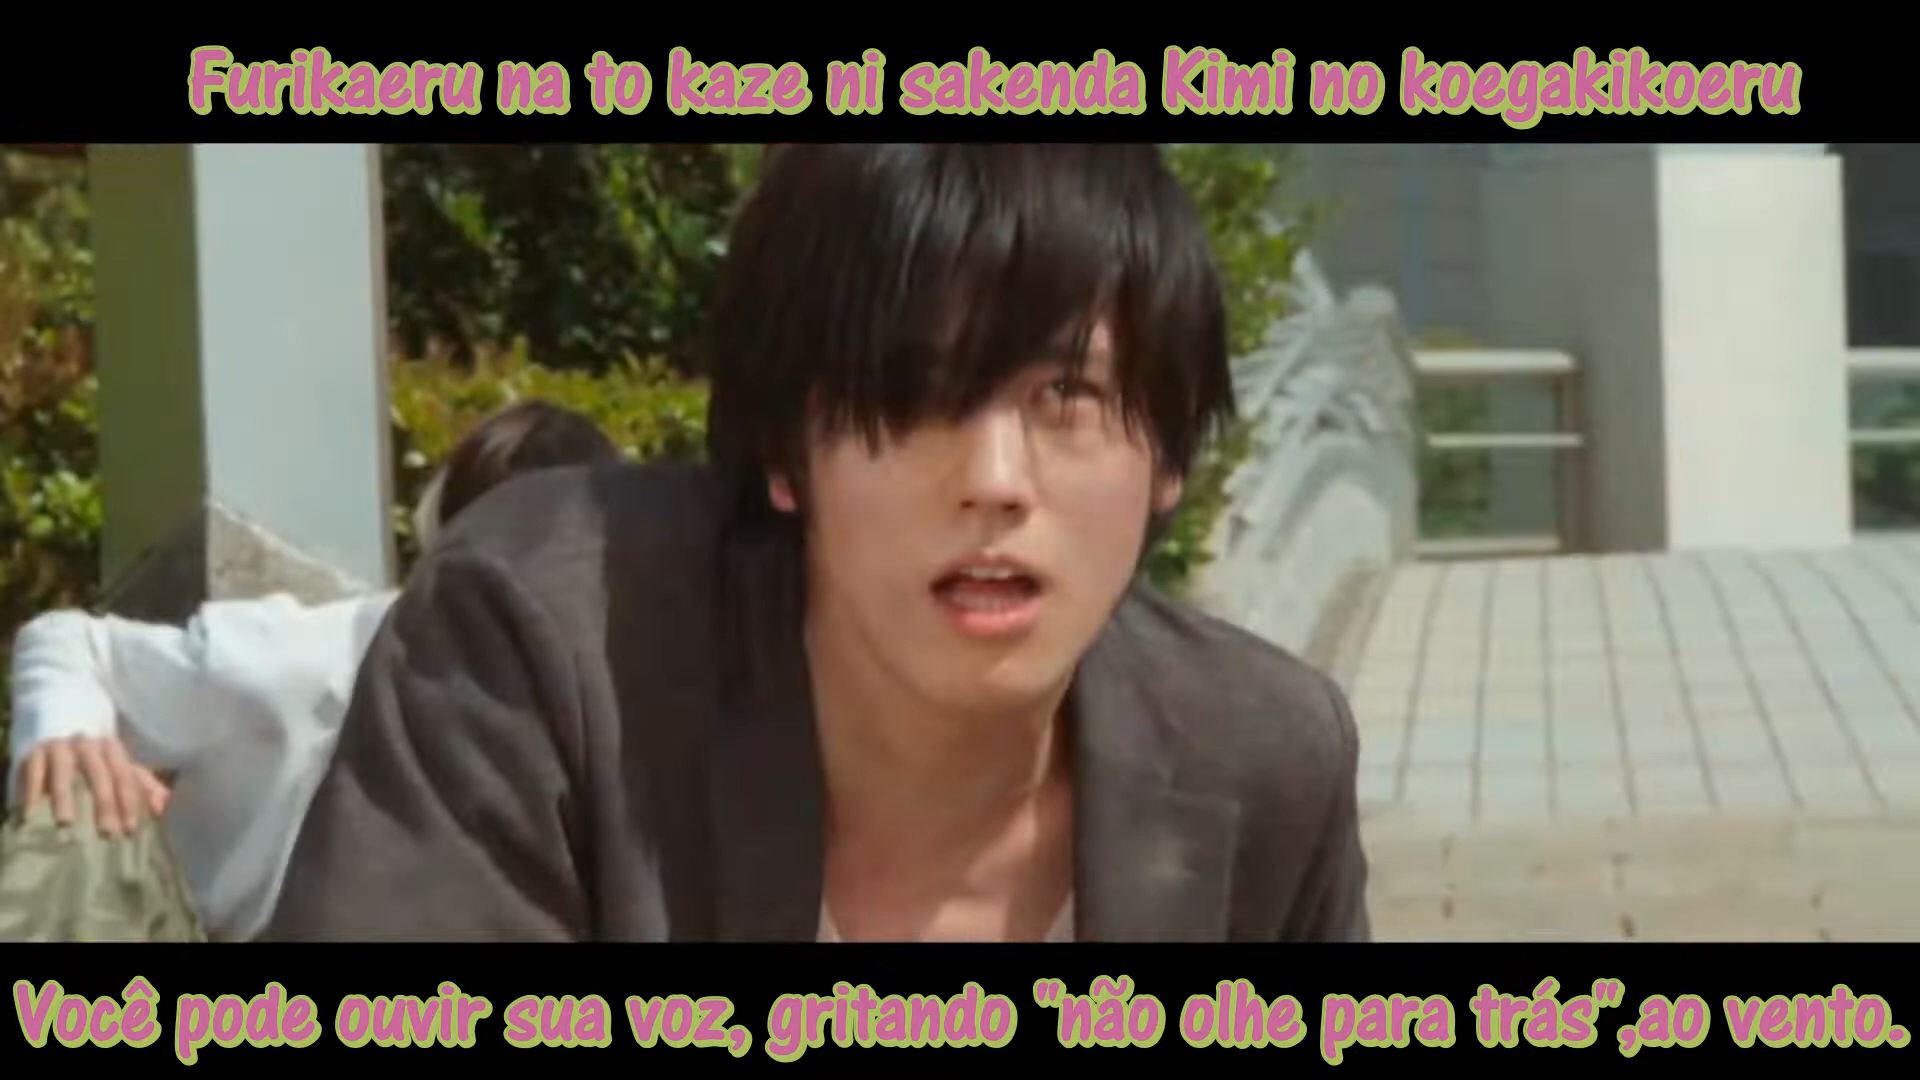 Furikaeru na to kaze ni sakenda Kimi no koegakikoeru
Você pode ouvir sua voz, gritando "não olhe para trás",ao vento.